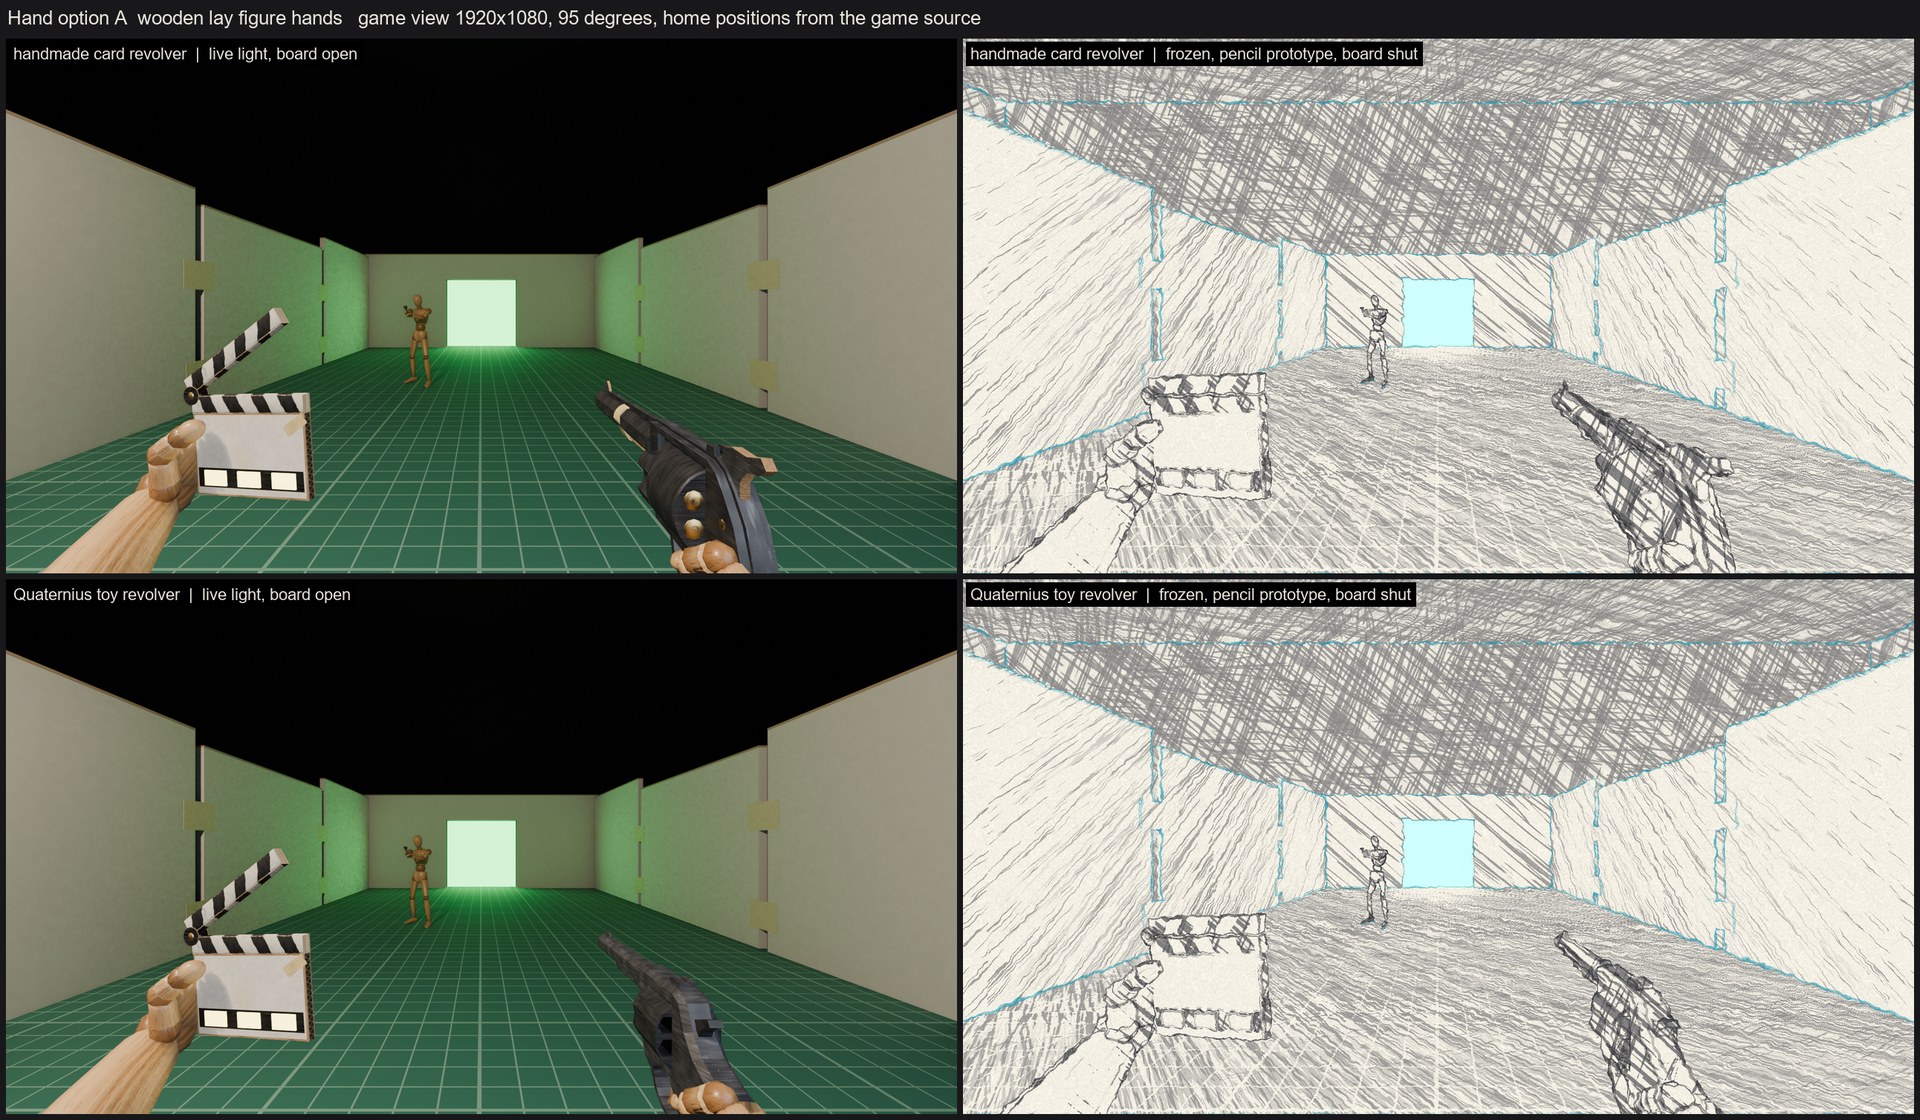 Hand option A  wooden lay figure hands   game view 1920x1080, 95 degrees, home positions from the game source
handmade card revolver  |  live light, board open
handmade card revolver  |  frozen, pencil prototype, board shut
Quaternius toy revolver  |  live light, board open
Quaternius toy revolver  |  frozen, pencil prototype, board shut